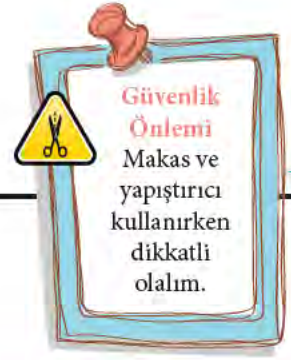 Güvenlik
Önlemi
Makas ve
yapıştırıcı
kullanırken
dikkatli
olalım.